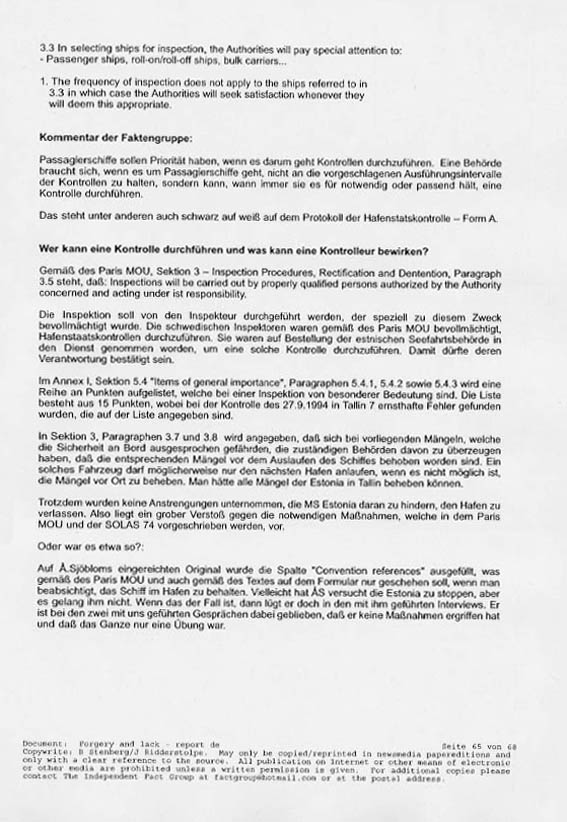 3.3 In selecting ships for inspection, the Authorities will pay special attention to:
- Passenger ships, roll-on/roll-off ships, bulk carriers...
1. The frequency of inspection does not apply to the ships referred to in
3.3 in which case the Authorities will seek satisfaction whenever they
will deem this appropriate.
Kommentar der Faktengruppe:
Passagierschiffe sollen Priorität haben, wenn es darum geht Kontrollen durchzuführen. Eine Behörde
braucht sich, wenn es um Passagierschiffe geht, nicht an die vorgeschlagenen Ausführungsintervalle
der Kontrollen zu halten, sondern kann, wann immer sie es für notwendig oder passend hält, eine
Kontrolle durchführen.
Das steht unter anderen auch schwarz auf weiß auf dem Protokoll der Hafenstatskontrolle – Form A.
Wer kann eine Kontrolle durchführen und was kann eine Kontrolleur bewirken?
Gemäß des Paris MOU, Sektion 3 – Inspection Procedures, Rectification and Dentention, Paragraph
3.5 steht, daß: Inspections will be carried out by properly qualified persons authorized by the Authority
concerned and acting under ist responsibility.
Die Inspektion soll von den Inspekteur durchgeführt werden, der speziell zu diesem Zweck
bevollmächtigt wurde. Die schwedischen Inspektoren waren gemäß des Paris MOU bevollmächtigt,
Hafenstaatskontrollen durchzuführen. Sie waren auf Bestellung der estnischen Seefahrtsbehörde in
den Dienst genommen worden, um eine solche Kontrolle durchzuführen. Damit dürfte deren
Verantwortung bestätigt sein.
Im Annex I, Sektion 5.4 "Items of general importance", Paragraphen 5.4.1, 5.4.2 sowie 5.4.3 wird eine
Reihe an Punkten aufgelistet, welche bei einer Inspektion von besonderer Bedeutung sind. Die Liste
besteht aus 15 Punkten, wobei bei der Kontrolle des 27.9.1994 in Tallin 7 ernsthafte Fehler gefunden
wurden, die auf der Liste angegeben sind.
In Sektion 3, Paragraphen 3.7 und 3.8 wird angegeben, daß sich bei vorliegenden Mängeln, welche
die Sicherheit an Bord ausgesprochen gefährden, die zuständigen Behörden davon zu überzeugen
haben, daß die entsprechenden Mängel vor dem Auslaufen des Schiffes behoben worden sind. Ein
solches Fahrzeug darf möglicherweise nur den nächsten Hafen anlaufen, wenn es nicht möglich ist,
die Mängel vor Ort zu beheben. Man hätte alle Mängel der Estonia in Tallin beheben können.
Trotzdem wurden keine Anstrengungen unternommen, die MS Estonia daran zu hindern, den Hafen zu
verlassen. Also liegt ein grober Verstoß gegen die notwendigen Maßnahmen, welche in dem Paris
MOU und der SOLAS 74 vorgeschrieben werden, vor.
Oder war es etwa so?:
Auf Å.Sjöbloms eingereichten Original wurde die Spalte "Convention references" ausgefüllt, was
gemäß des Paris MOU und auch gemäß des Textes auf dem Formular nur geschehen soll, wenn man
beabsichtigt, das Schiff im Hafen zu behalten. Vielleicht hat ÅS versucht die Estonia zu stoppen, aber
es gelang ihm nicht. Wenn das der Fall ist, dann lügt er doch in den mit ihm geführten Interviews. Er
ist bei den zwei mit uns geführten Gesprächen dabei geblieben, daß er keine Maßnahmen ergriffen hat
und daß das Ganze nur eine Übung war.
Document: Forgery and lack - report de Seite 65 von 68
Copywrite: B Stenberg/J Ridderstolpe. May only be copied/reprinted in newsmedia papereditions and
only with a clear reference to the source. All publication on Internet or other means of electronic
or other media are prohibited unless a written permission is given. For additional copies please
contact The Independent Fact Group at factgroup@hotmail.com or at the postal address.